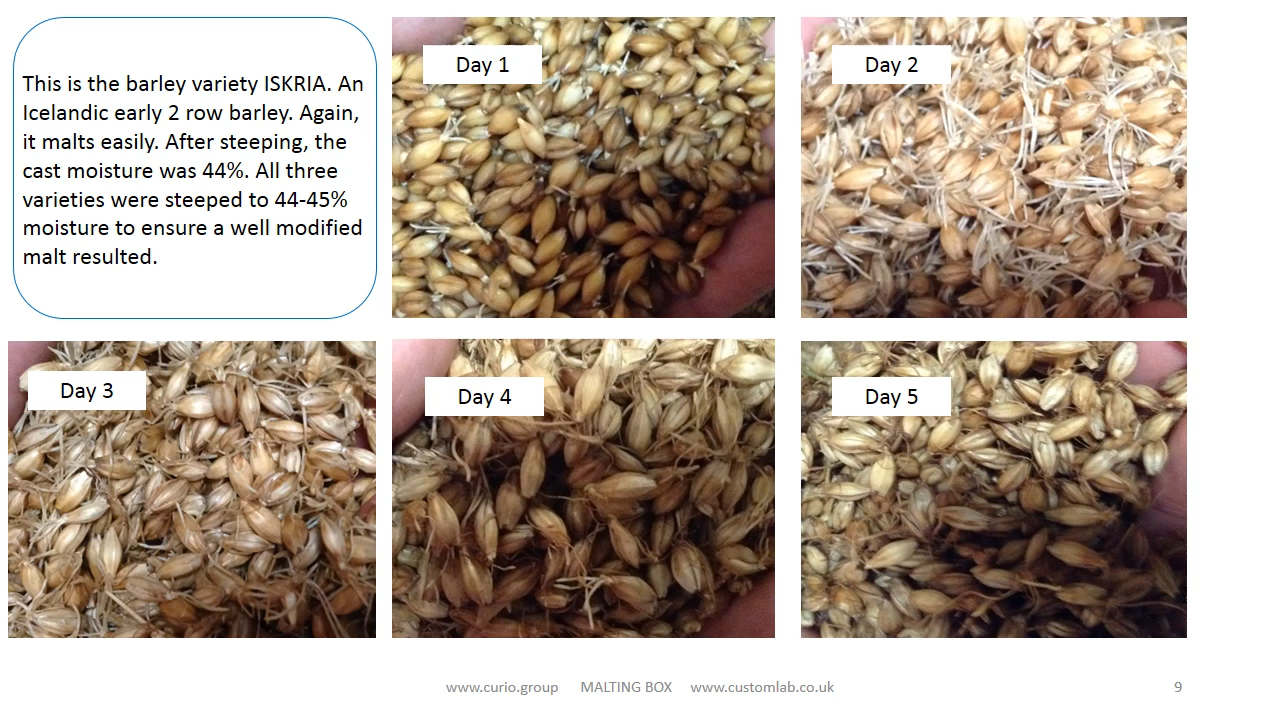 This is the barley variety ISKRIA. An
Icelandic early 2 row barley. Again,
it malts easily. After steeping, the
cast moisture was 44%. All three
varieties were steeped to 44-45%
moisture to ensure a well modified
malt resulted.
Day 1
Day 2
Day 3
Day 4
Day 5
www.curio.group MALTING BOX www.customlab.co.uk
9